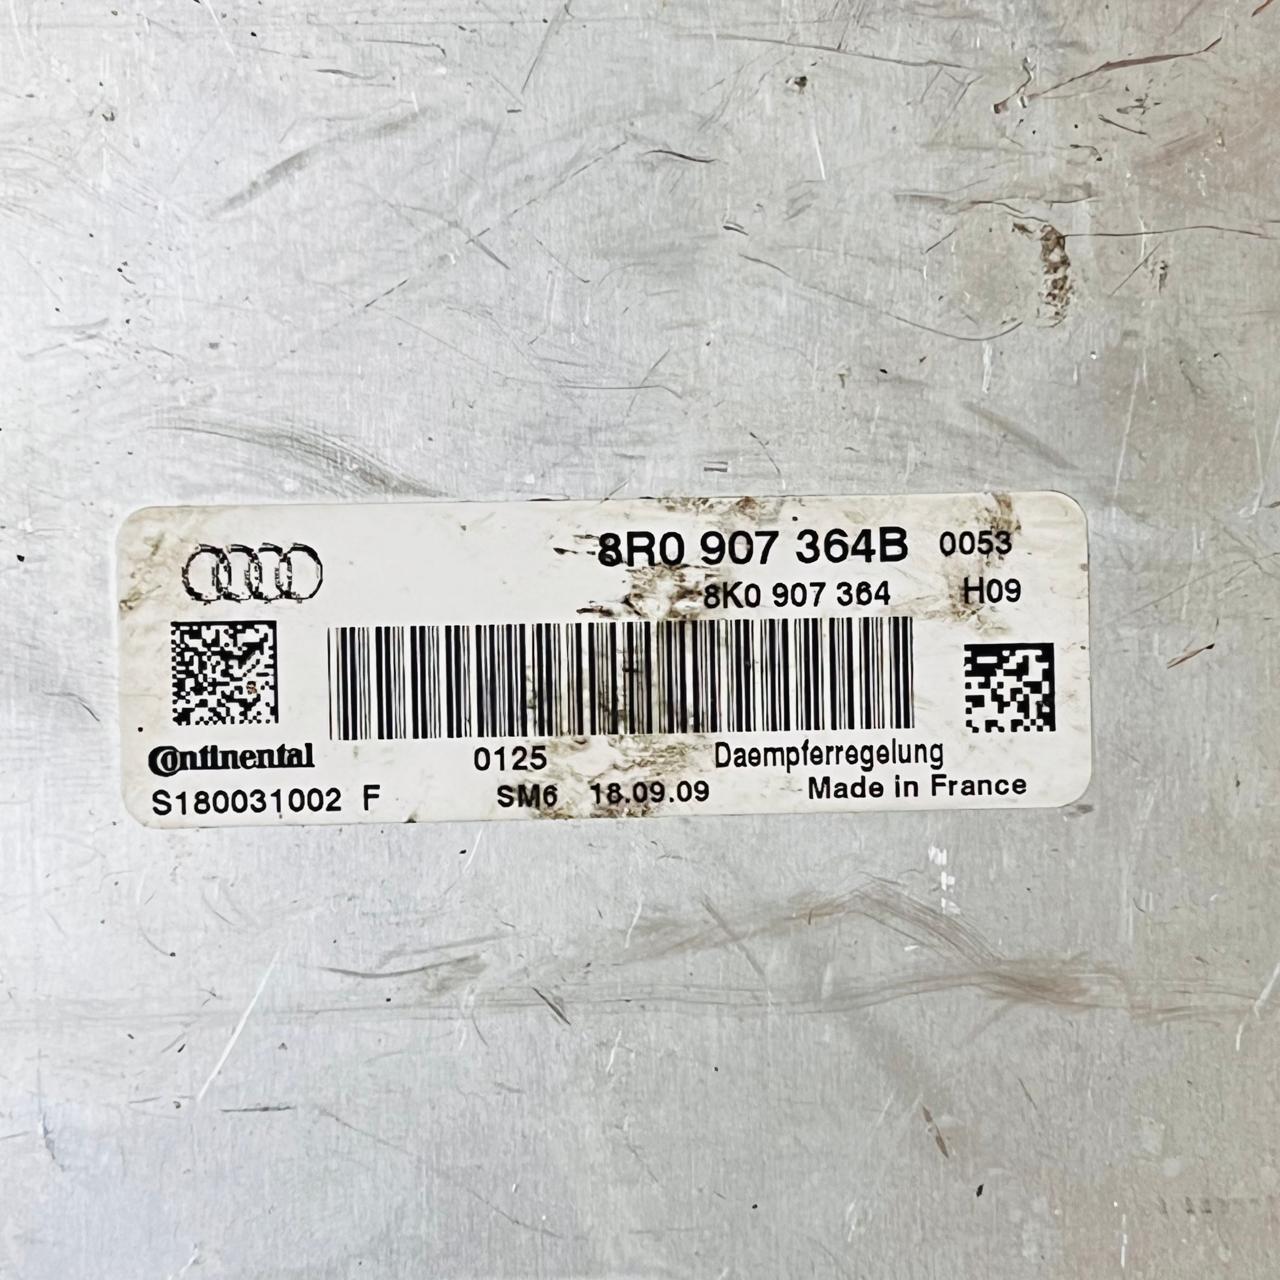 8R0 907 364B 0053
8K0 907 364 H09
Continental 0125 Daempferregelung
S180031002 F SM6 18.09.09 Made in France